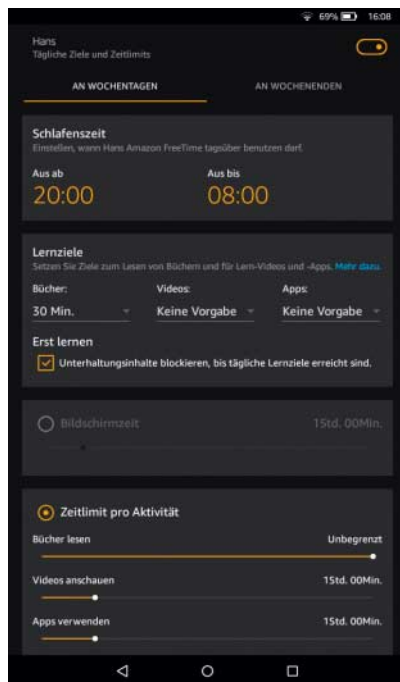 69% 16:08
Hans
Tägliche Ziele und Zeitlimits
AN WOCHENTAGEN AN WOCHENENDEN
Schlafenszeit
Einstellen, wann Hans Amazon FreeTime tagsüber benutzen darf.
Aus ab Aus bis
20:00 08:00
Lernziele
Setzen Sie Ziele zum Lesen von Büchern und für Lern-Videos und -Apps. Mehr dazu.
Bücher: Videos: Apps:
30 Min. Keine Vorgabe Keine Vorgabe
Erst lernen
Unterhaltungsinhalte blockieren, bis tägliche Lernziele erreicht sind.
Bildschirmzeit 1Std. 00Min.
Zeitlimit pro Aktivität
Bücher lesen Unbegrenzt
Videos anschauen 1Std. 00Min.
Apps verwenden 1Std. 00Min.